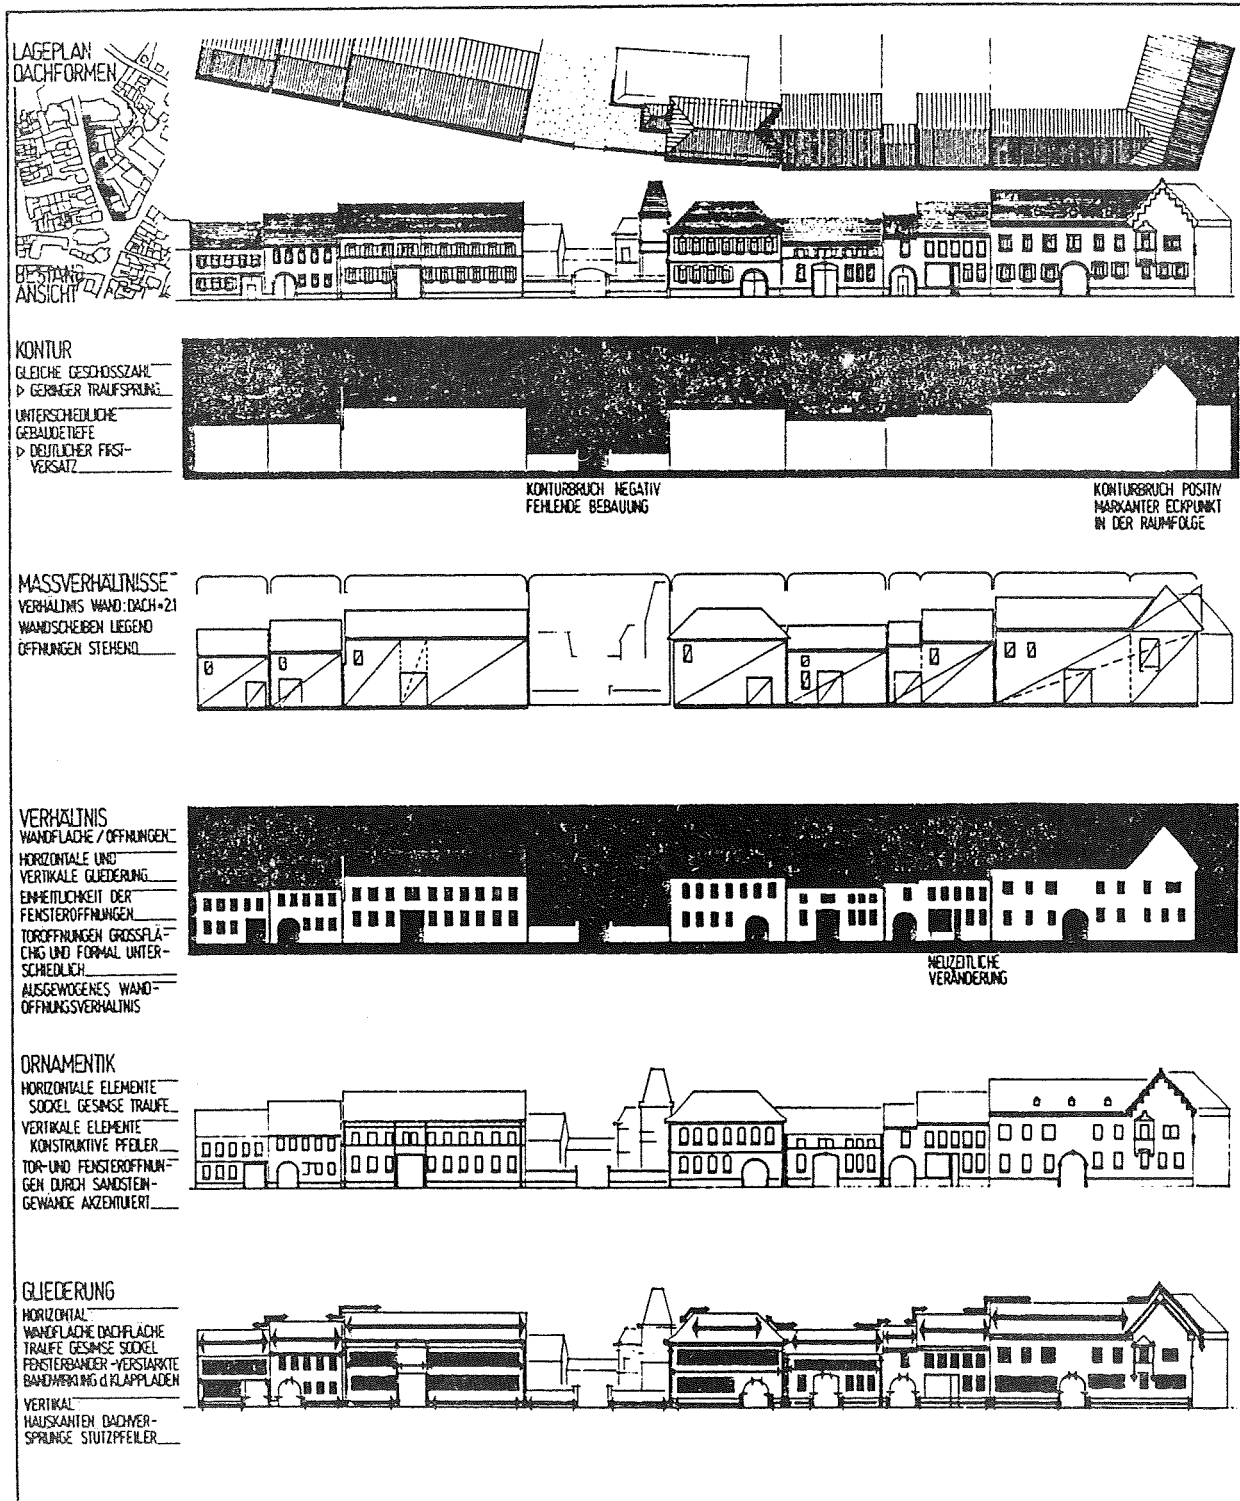 LAGEPLAN
DACHFORMEN
BESTAND
ANSICHT
KONTUR
GLEICHE GESCHOSSZAHL
▷ GERINGER TRAUFSPRUNG
UNTERSCHIEDLICHE
GEBÄUDETIEFE
▷ DEUTLICHER FIRST-
VERSATZ
KONTURBRUCH NEGATIV
FEHLENDE BEBAUUNG
KONTURBRUCH POSITIV
MARKANTER ECKPUNKT
IN DER RAUMFOLGE
MASSVERHÄLTNISSE
VERHÄLTNIS WAND:DACH=2:1
WANDSCHEIBEN LIEGEND
ÖFFNUNGEN STEHEND
VERHÄLTNIS
WANDFLÄCHE / ÖFFNUNGEN
HORIZONTALE UND
VERTIKALE GLIEDERUNG
EINHEITLICHKEIT DER
FENSTERÖFFNUNGEN
TORÖFFNUNGEN GROSSFLÄ-
CHIG UND FORMAL UNTER-
SCHIEDLICH
AUSGEWOGENES WAND-
ÖFFNUNGSVERHÄLTNIS
NEUZEITLICHE
VERÄNDERUNG
ORNAMENTIK
HORIZONTALE ELEMENTE
SOCKEL GESIMSE TRAUFE
VERTIKALE ELEMENTE
KONSTRUKTIVE PFEILER
TOR-UND FENSTERÖFFNUN-
GEN DURCH SANDSTEIN-
GEWÄNDE AKZENTUIERT
GLIEDERUNG
HORIZONTAL
WANDFLÄCHE DACHFLÄCHE
TRAUFE GESIMSE SOCKEL
FENSTERBÄNDER-VERSTÄRKTE
BANDWIRKUNG d. KLAPPLÄDEN
VERTIKAL
HAUSKANTEN DACHVER-
SPRÜNGE STÜTZPFEILER